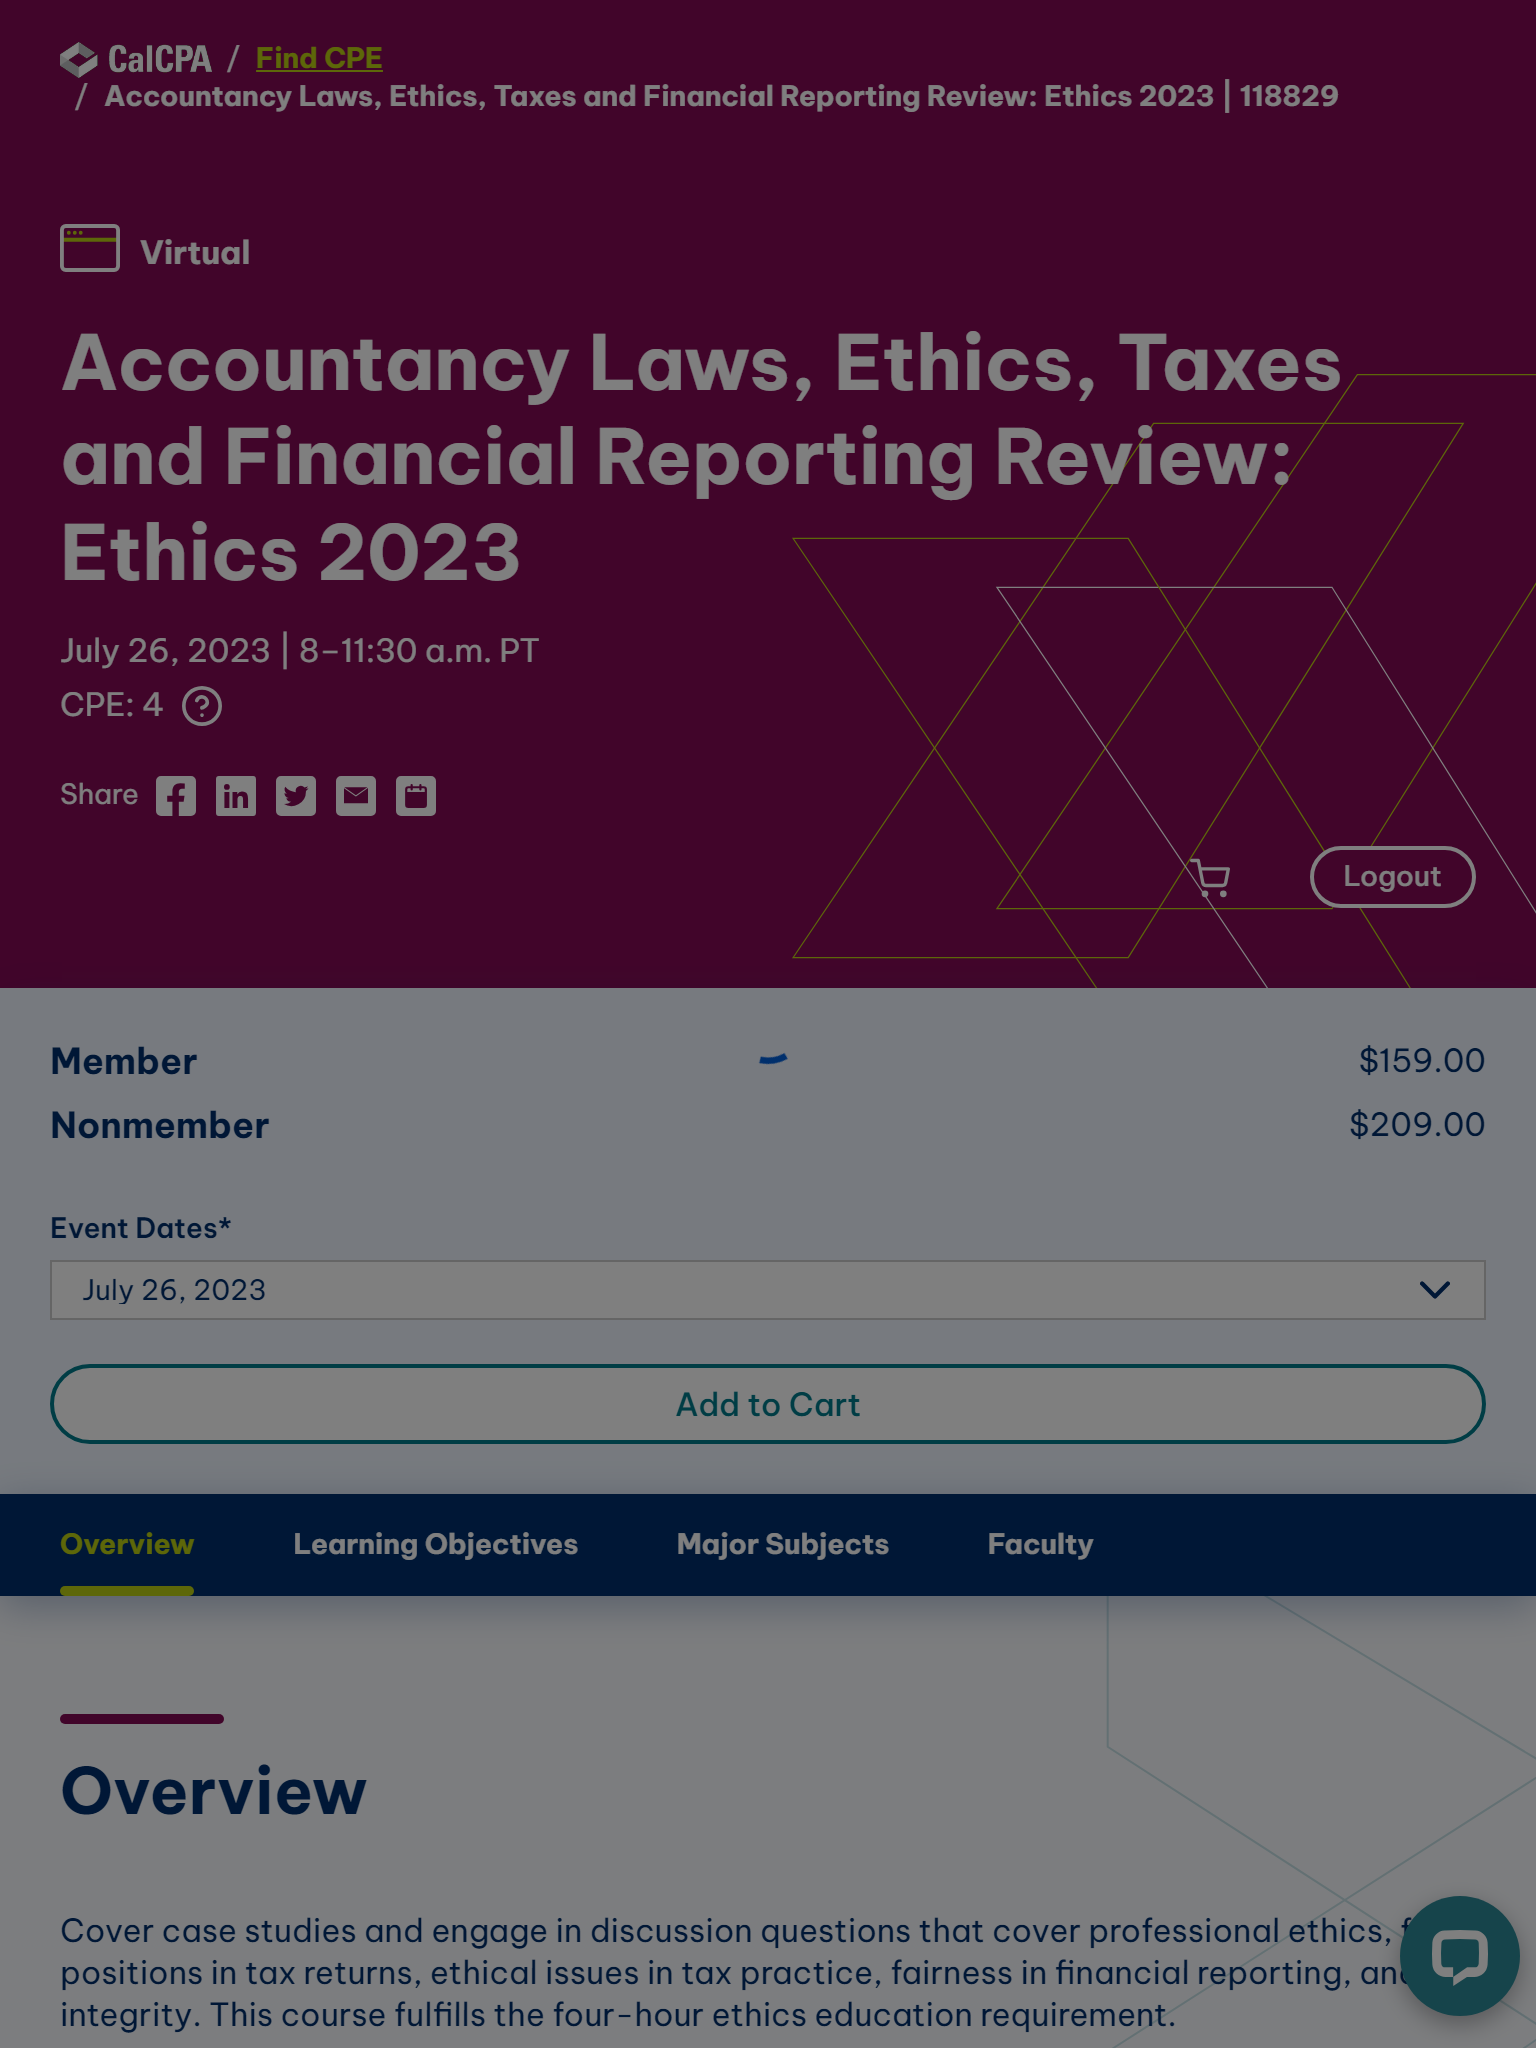 CalCPA / Find CPE
/ Accountancy Laws, Ethics, Taxes and Financial Reporting Review: Ethics 2023 | 118829
Virtual
Accountancy Laws, Ethics, Taxes
and Financial Reporting Review:
Ethics 2023
July 26, 2023 | 8–11:30 a.m. PT
CPE: 4
Share
Logout
Member $159.00
Nonmember $209.00
Event Dates*
July 26, 2023
Add to Cart
Overview Learning Objectives Major Subjects Faculty
Overview
Cover case studies and engage in discussion questions that cover professional ethics,
positions in tax returns, ethical issues in tax practice, fairness in financial reporting, and
integrity. This course fulfills the four-hour ethics education requirement.